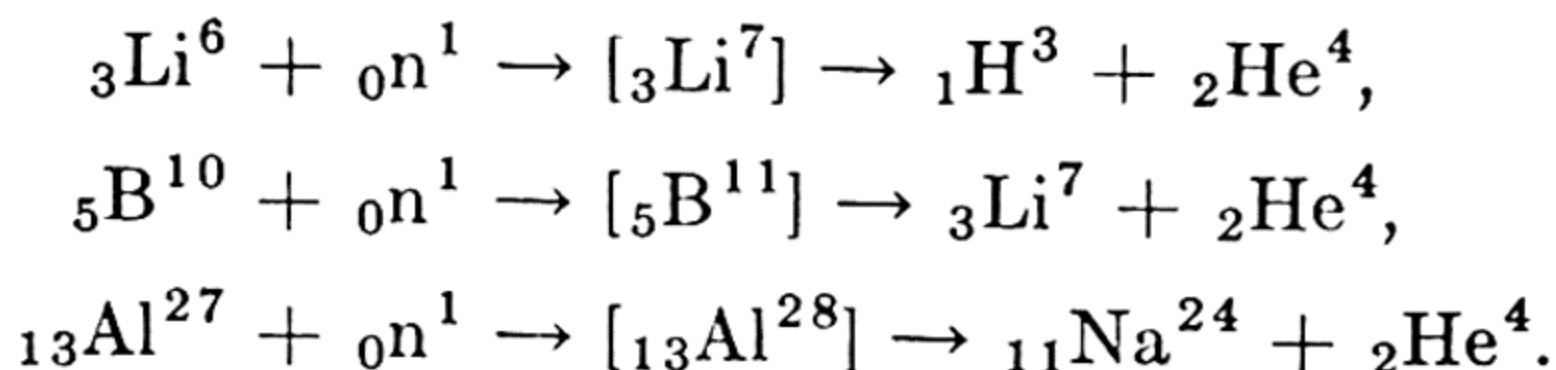 ₃Li⁶ + ₀n¹ → [₃Li⁷] → ₁H³ + ₂He⁴,
₅B¹⁰ + ₀n¹ → [₅B¹¹] → ₃Li⁷ + ₂He⁴,
₁₃Al²⁷ + ₀n¹ → [₁₃Al²⁸] → ₁₁Na²⁴ + ₂He⁴.